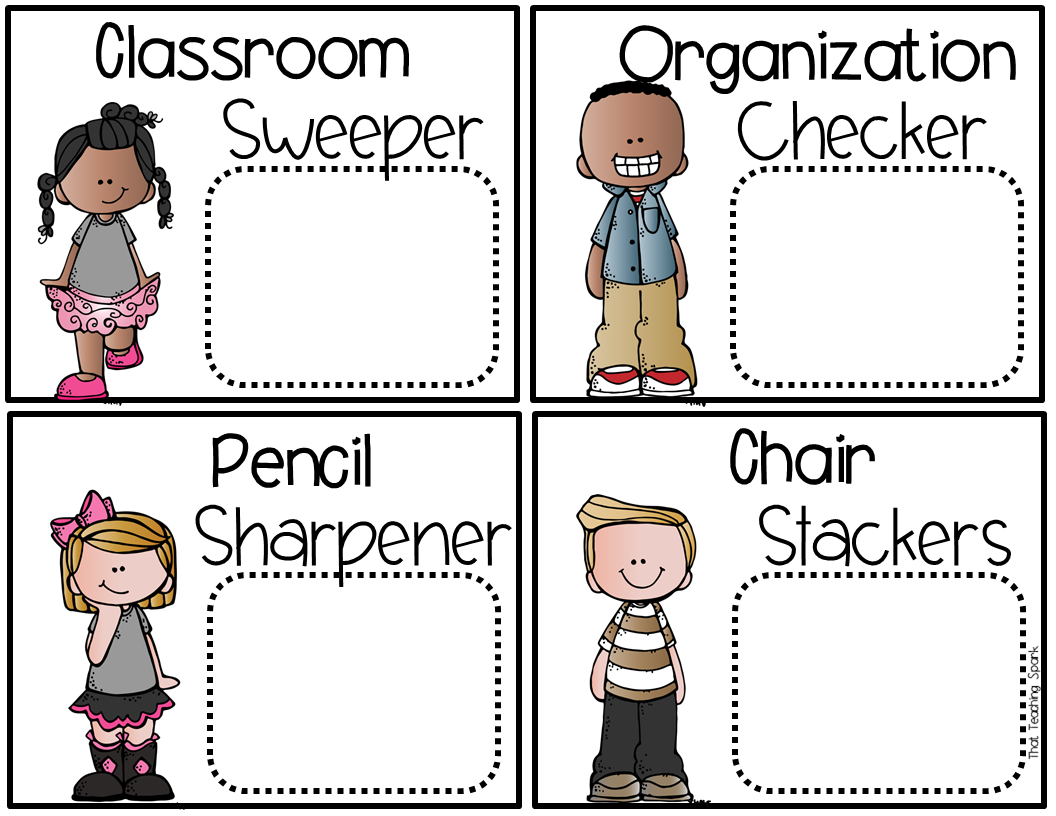 Classroom
Sweeper
Organization
Checker
Pencil
Sharpener
Chair
Stackers
That Teaching Spark